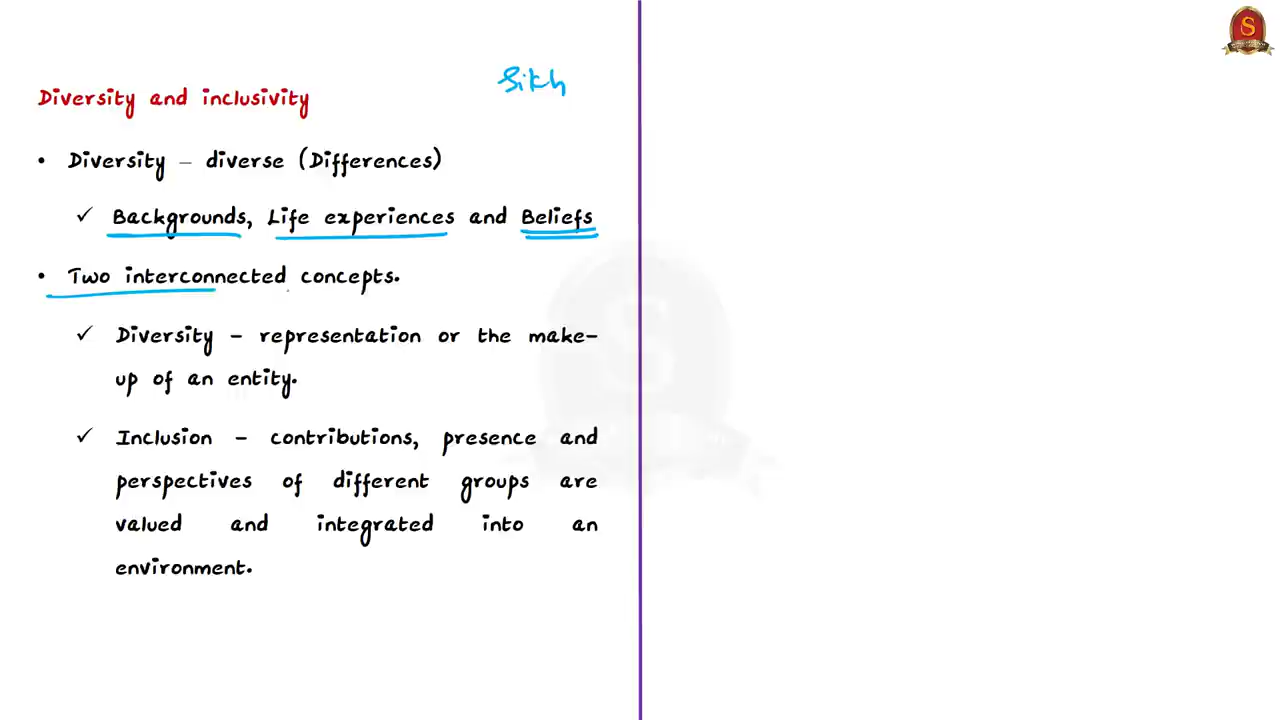 Sikh
Diversity and inclusivity
• Diversity – diverse (Differences)
✓ Backgrounds, Life experiences and Beliefs
• Two interconnected concepts.
✓ Diversity – representation or the make-
up of an entity.
✓ Inclusion – contributions, presence and
perspectives of different groups are
valued and integrated into an
environment.
S